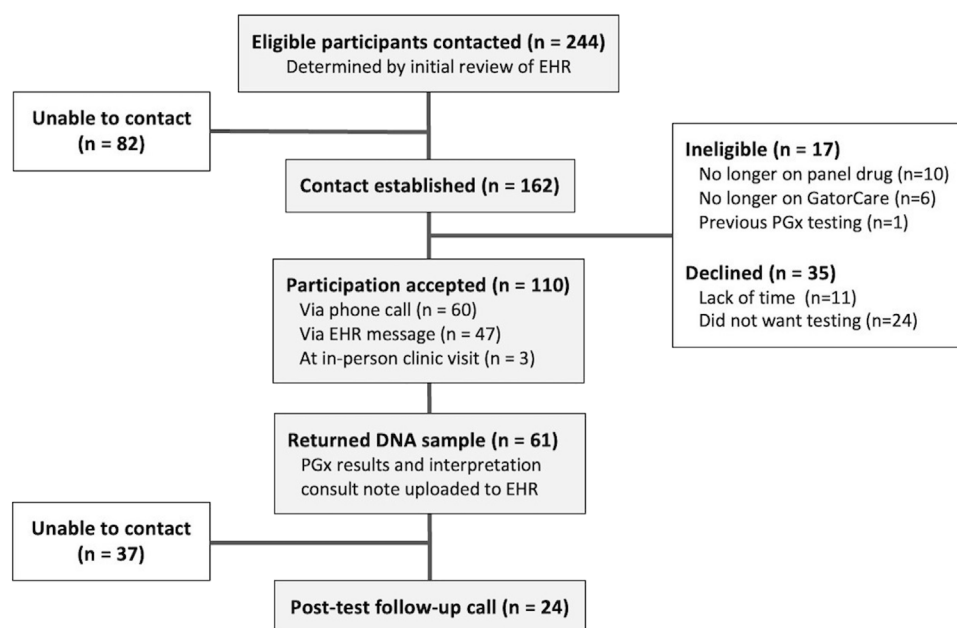 Eligible participants contacted (n = 244)
Determined by initial review of EHR
Unable to contact
(n = 82)
Contact established (n = 162)
Ineligible (n = 17)
No longer on panel drug (n=10)
No longer on GatorCare (n=6)
Previous PGx testing (n=1)
Declined (n = 35)
Lack of time (n=11)
Did not want testing (n=24)
Participation accepted (n = 110)
Via phone call (n = 60)
Via EHR message (n = 47)
At in-person clinic visit (n = 3)
Returned DNA sample (n = 61)
PGx results and interpretation
consult note uploaded to EHR
Unable to contact
(n = 37)
Post-test follow-up call (n = 24)